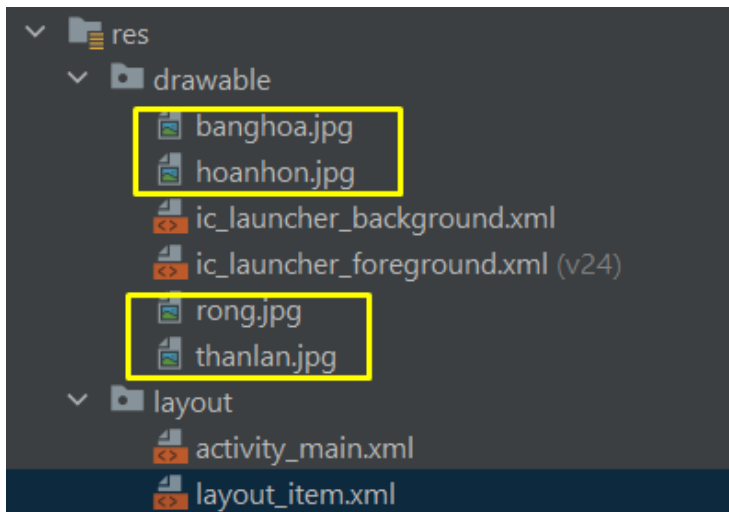 res
drawable
banghoa.jpg
hoanhon.jpg
ic_launcher_background.xml
ic_launcher_foreground.xml (v24)
rong.jpg
thanlan.jpg
layout
activity_main.xml
layout_item.xml